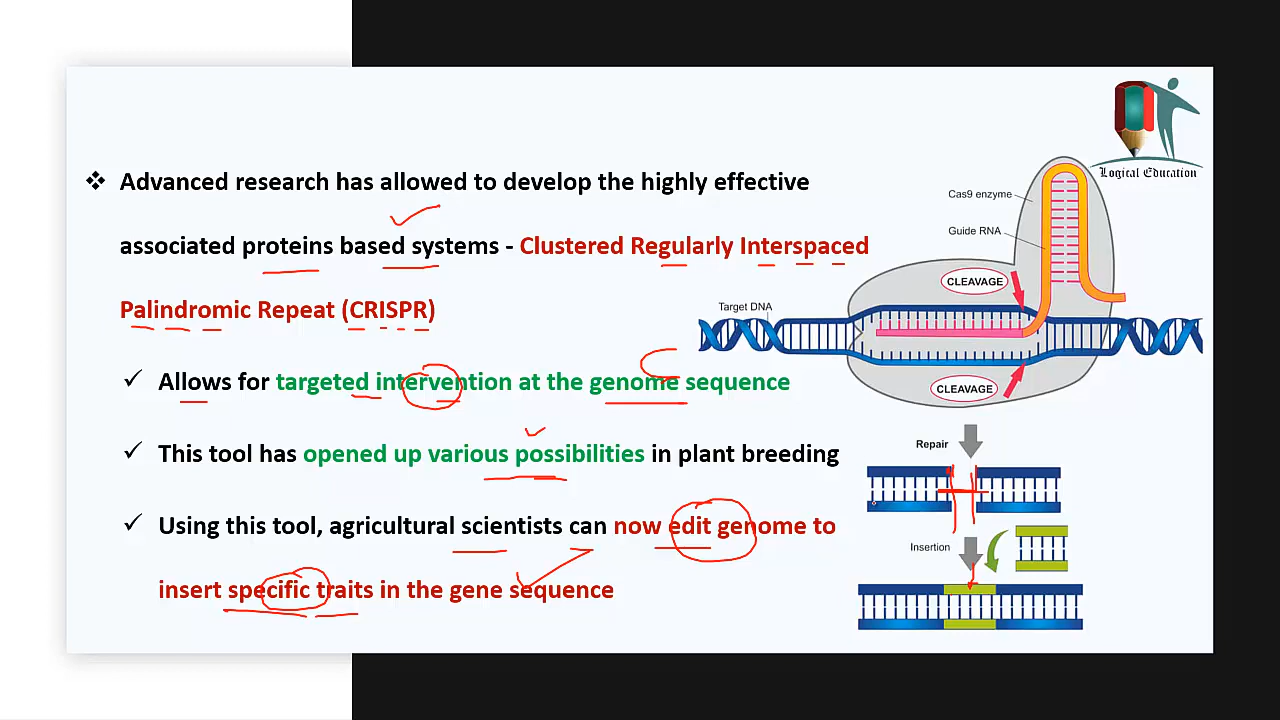 Logical Education
❖ Advanced research has allowed to develop the highly effective
associated proteins based systems - Clustered Regularly Interspaced
Palindromic Repeat (CRISPR)
✓ Allows for targeted intervention at the genome sequence
✓ This tool has opened up various possibilities in plant breeding
✓ Using this tool, agricultural scientists can now edit genome to
insert specific traits in the gene sequence
Cas9 enzyme
Guide RNA
CLEAVAGE
Target DNA
CLEAVAGE
Repair
Insertion